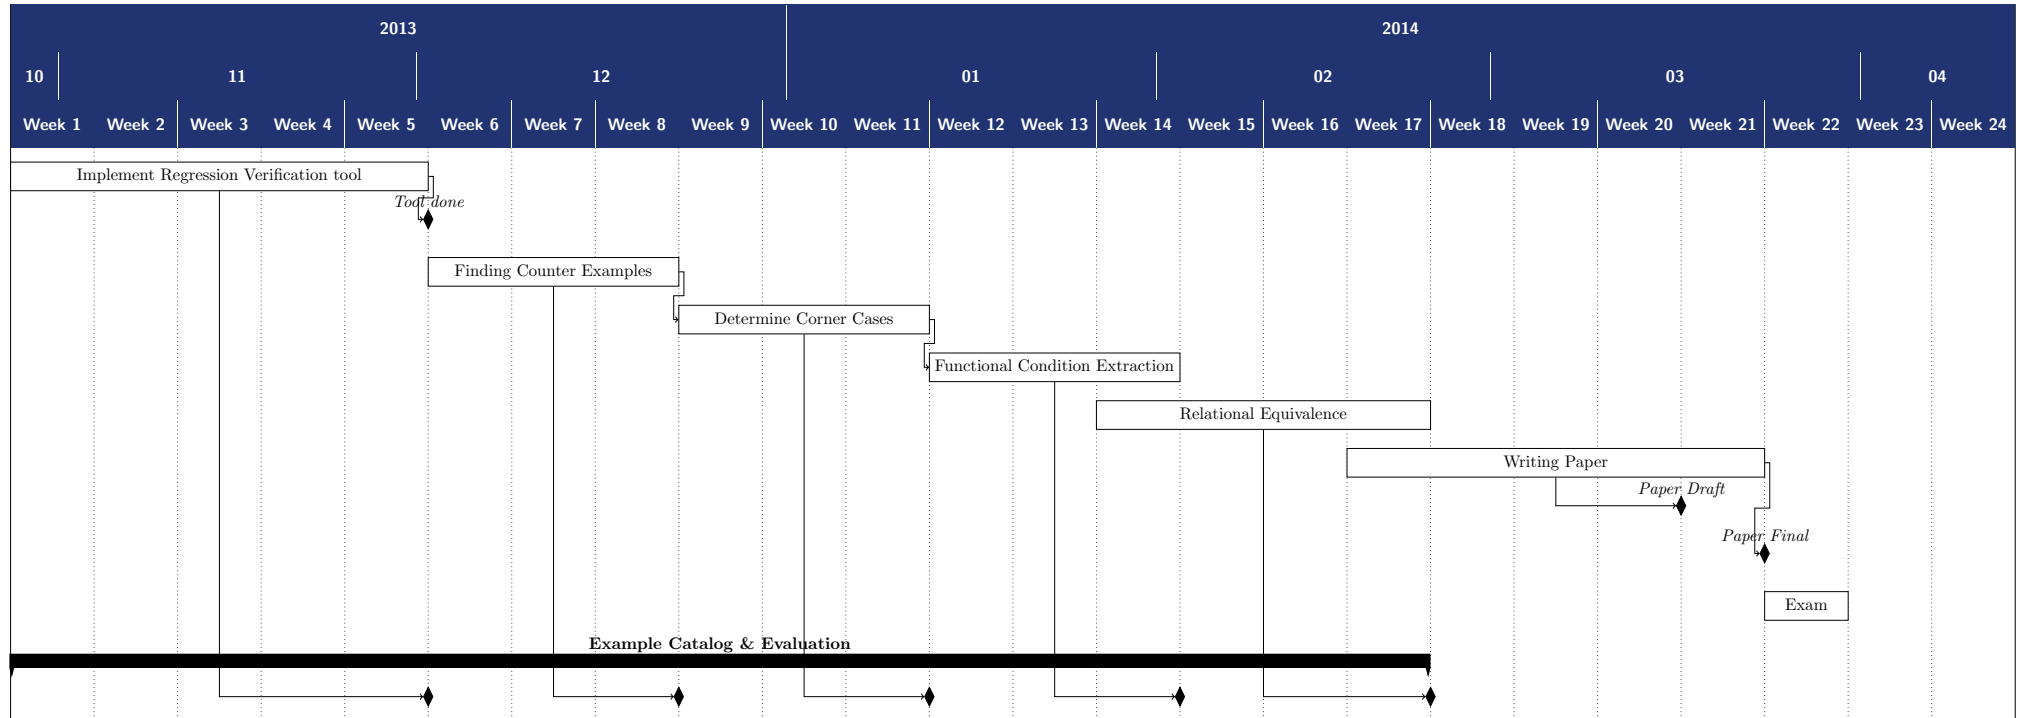 2013 2014
10 11 12 01 02 03 04
Week 1 Week 2 Week 3 Week 4 Week 5 Week 6 Week 7 Week 8 Week 9 Week 10 Week 11 Week 12 Week 13 Week 14 Week 15 Week 16 Week 17 Week 18 Week 19 Week 20 Week 21 Week 22 Week 23 Week 24
Implement Regression Verification tool
Tool done
Finding Counter Examples
Determine Corner Cases
Functional Condition Extraction
Relational Equivalence
Writing Paper
Paper Draft
Paper Final
Exam
Example Catalog & Evaluation